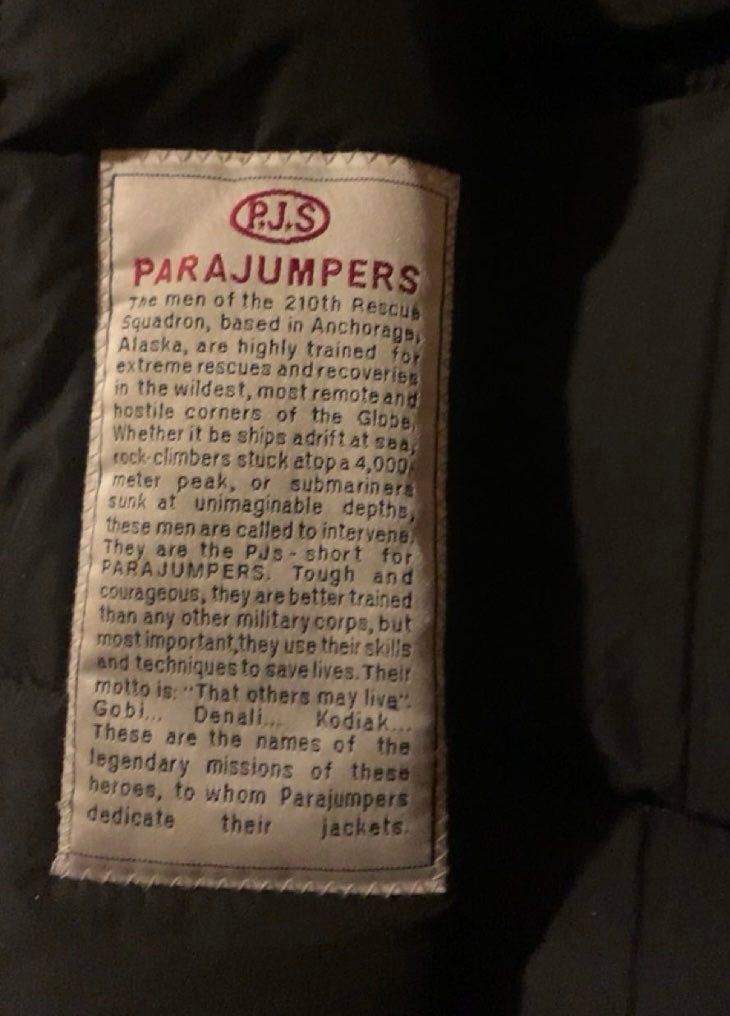 P.J.S
PARAJUMPERS
The men of the 210th Rescue
Squadron, based in Anchorage,
Alaska, are highly trained for
extreme rescues and recoveries
in the wildest, most remote and
hostile corners of the Globe.
Whether it be ships adrift at sea,
rock-climbers stuck atop a 4,000
meter peak, or submariners
sunk at unimaginable depths,
these men are called to intervene.
They are the PJs - short for
PARAJUMPERS. Tough and
courageous, they are better trained
than any other military corps, but
most important,they use their skills
and techniques to save lives. Their
motto is: "That others may live".
Gobi... Denali... Kodiak...
These are the names of the
legendary missions of these
heroes, to whom Parajumpers
dedicate their jackets.